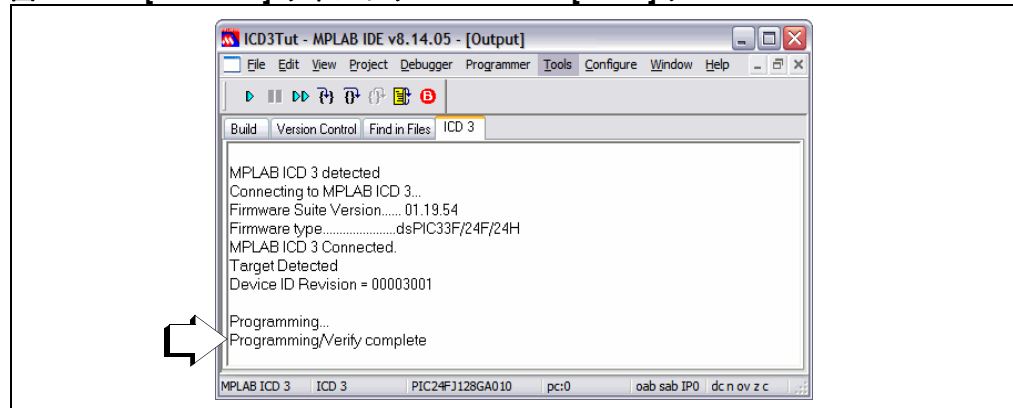 ICD3Tut - MPLAB IDE v8.14.05 - [Output]
File Edit View Project Debugger Programmer Tools Configure Window Help
Build Version Control Find in Files ICD 3
MPLAB ICD 3 detected
Connecting to MPLAB ICD 3...
Firmware Suite Version...... 01.19.54
Firmware type......................dsPIC33F/24F/24H
MPLAB ICD 3 Connected.
Target Detected
Device ID Revision = 00003001
Programming...
Programming/Verify complete
MPLAB ICD 3 ICD 3 PIC24FJ128GA010 pc:0 oab sab IP0 dc n ov z c